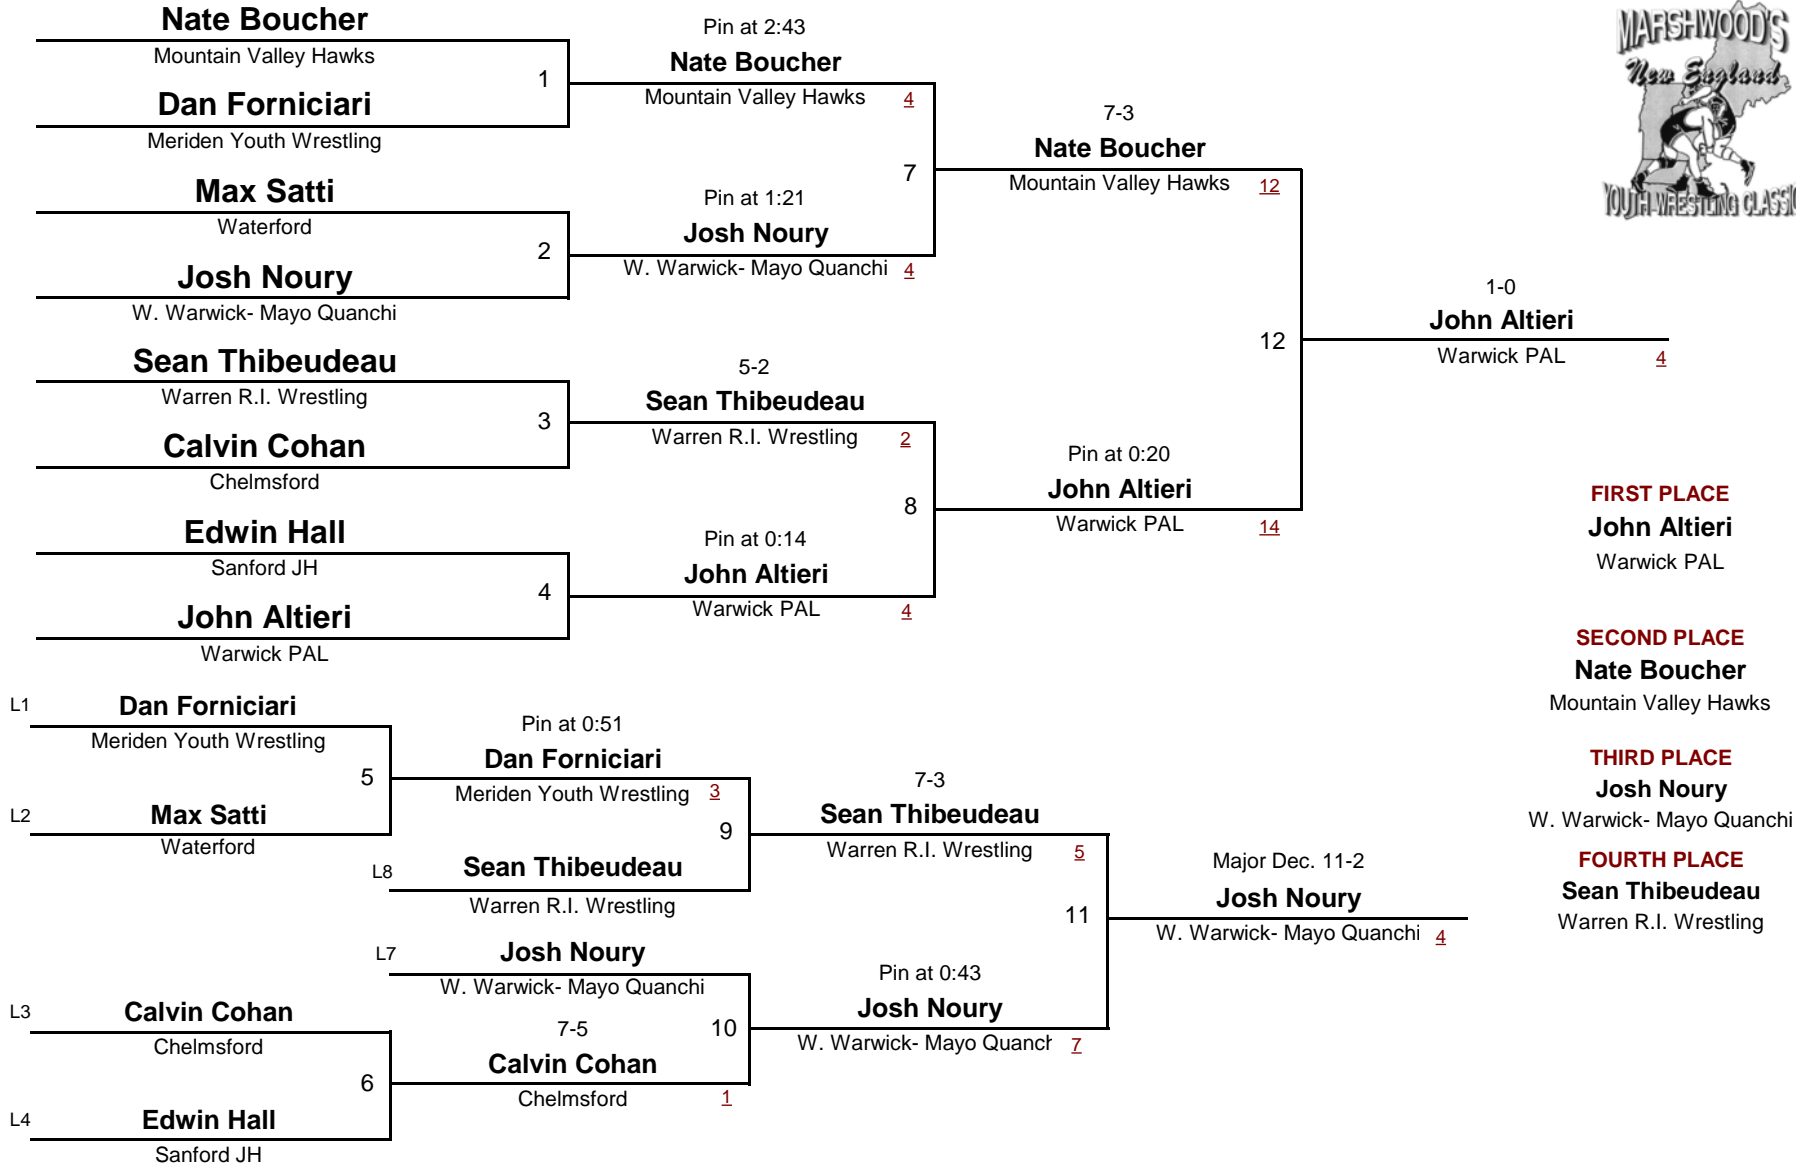 Nate Boucher
Mountain Valley Hawks
1
Dan Forniciari
Meriden Youth Wrestling
Max Satti
Waterford
2
Josh Noury
W. Warwick- Mayo Quanchi
Sean Thibeudeau
Warren R.I. Wrestling
3
Calvin Cohan
Chelmsford
Edwin Hall
Sanford JH
4
John Altieri
Warwick PAL
Pin at 2:43
Nate Boucher
Mountain Valley Hawks 4
7
Pin at 1:21
Josh Noury
W. Warwick- Mayo Quanchi 4
5-2
Sean Thibeudeau
Warren R.I. Wrestling 2
8
Pin at 0:14
John Altieri
Warwick PAL 4
7-3
Nate Boucher
Mountain Valley Hawks 12
12
Pin at 0:20
John Altieri
Warwick PAL 14
1-0
John Altieri
Warwick PAL 4
MARSHWOOD'S
New England
YOUTH WRESTLING CLASSIC
FIRST PLACE
John Altieri
Warwick PAL
SECOND PLACE
Nate Boucher
Mountain Valley Hawks
THIRD PLACE
Josh Noury
W. Warwick- Mayo Quanchi
FOURTH PLACE
Sean Thibeudeau
Warren R.I. Wrestling
L1 Dan Forniciari
Meriden Youth Wrestling
5
L2 Max Satti
Waterford
Pin at 0:51
Dan Forniciari
Meriden Youth Wrestling 3
9
L8 Sean Thibeudeau
Warren R.I. Wrestling
L7 Josh Noury
W. Warwick- Mayo Quanchi
L3 Calvin Cohan
Chelmsford
6
L4 Edwin Hall
Sanford JH
7-5 10
Calvin Cohan
Chelmsford 1
7-3
Sean Thibeudeau
Warren R.I. Wrestling 5
11
Pin at 0:43
Josh Noury
W. Warwick- Mayo Quanch 7
Major Dec. 11-2
Josh Noury
W. Warwick- Mayo Quanchi 4